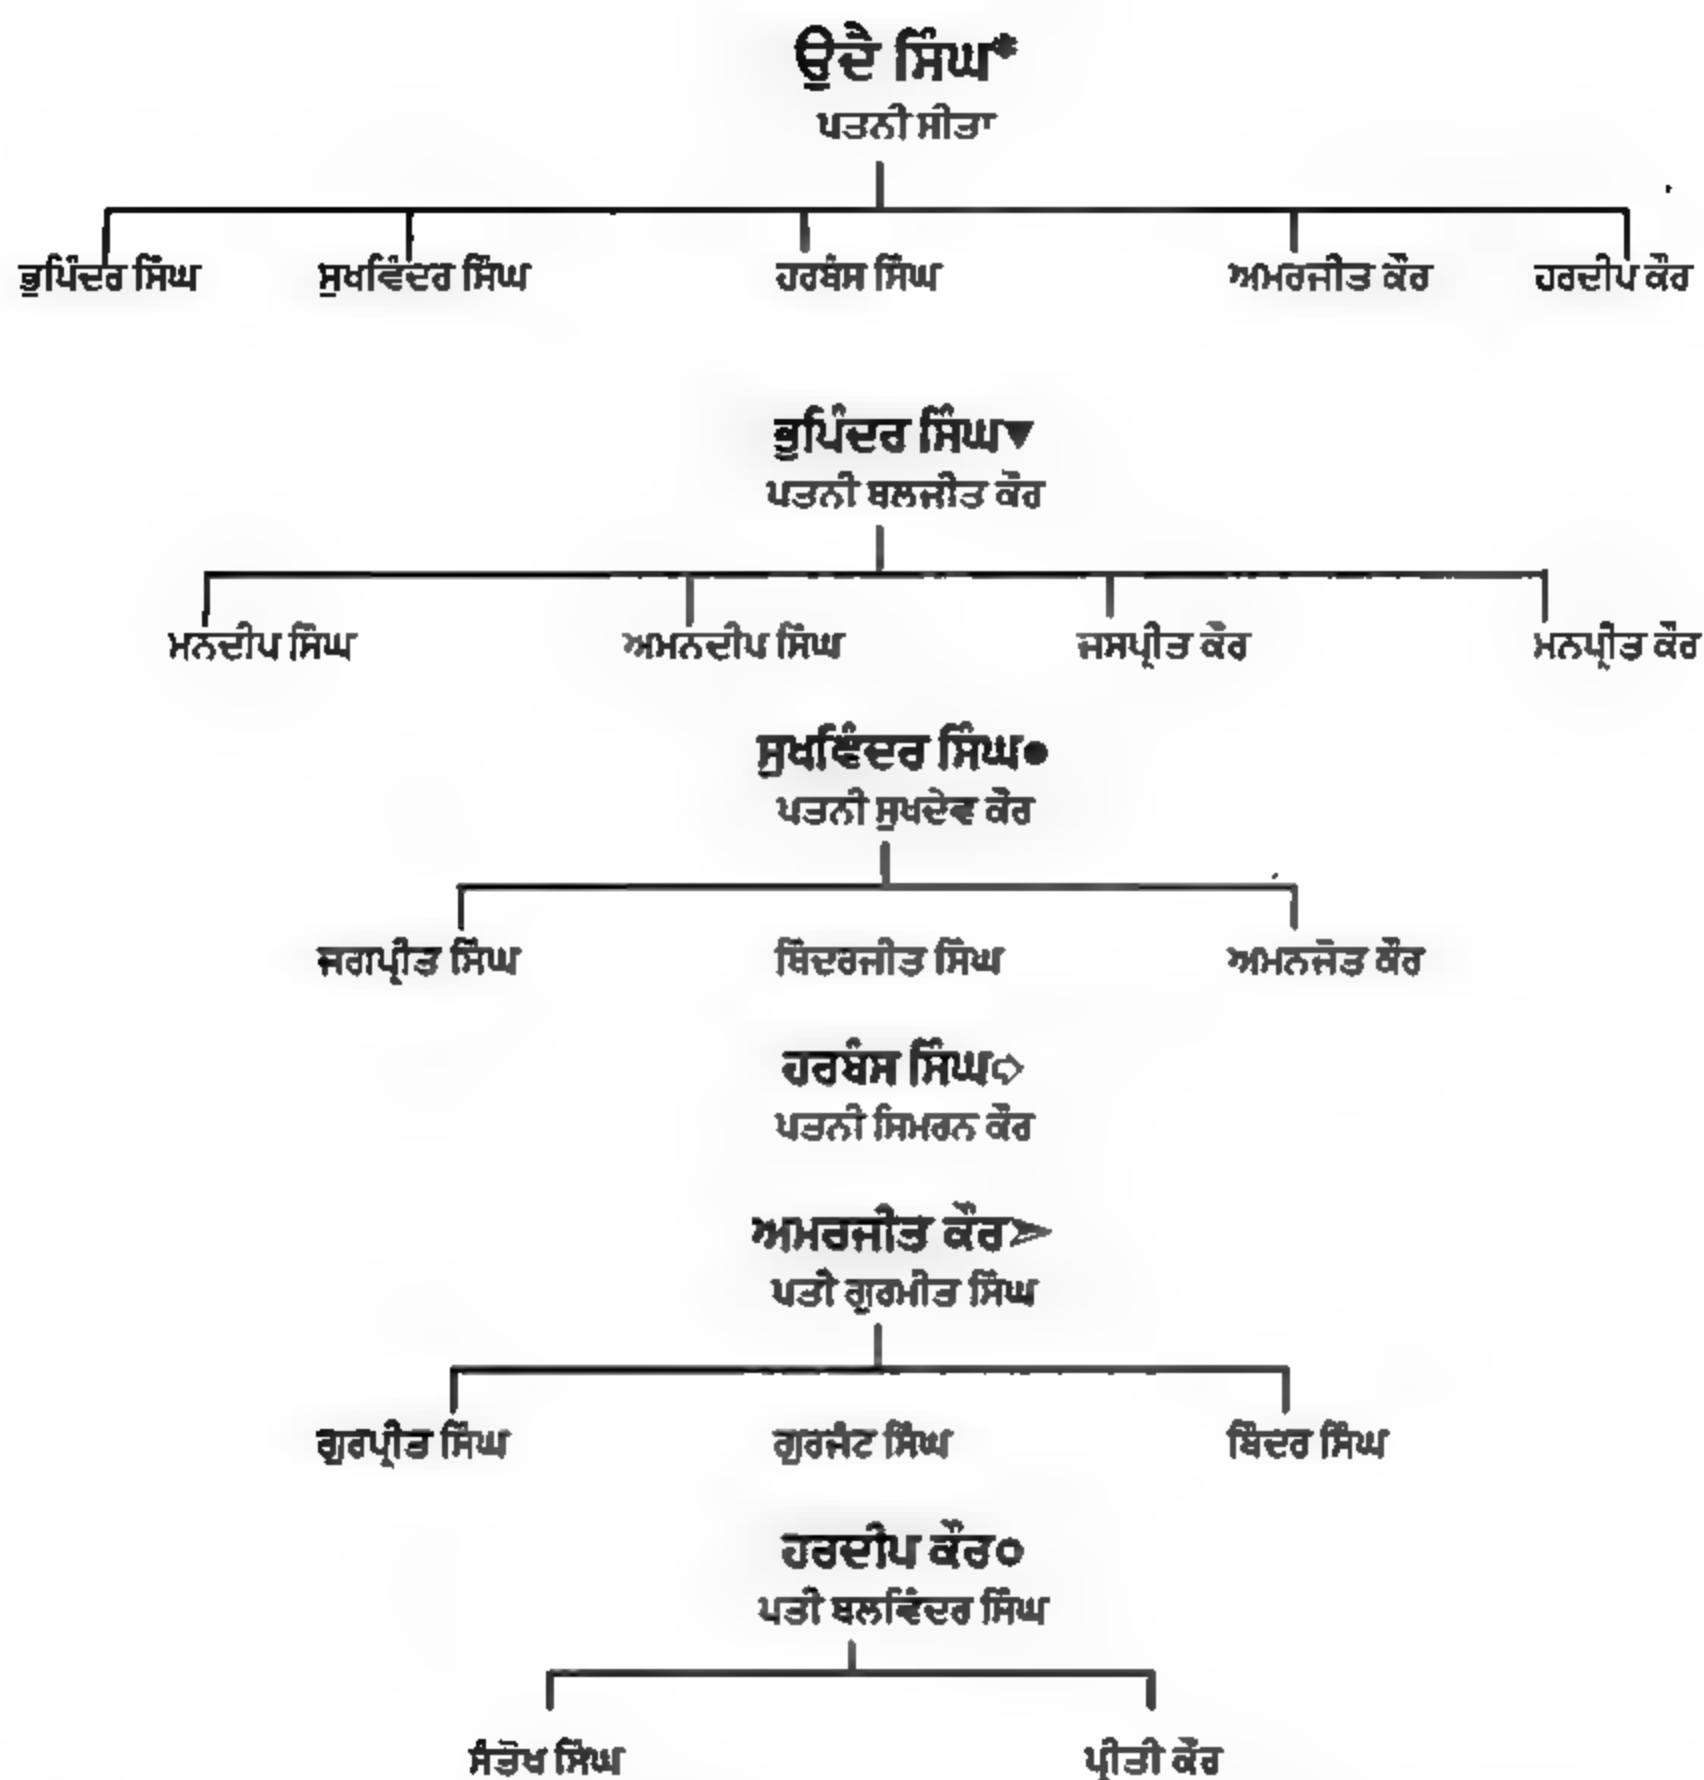 ਉਦੈ ਸਿੰਘ*
ਪਤਨੀ ਸੀਤਾ
ਭੁਪਿੰਦਰ ਸਿੰਘ ਸੁਖਵਿੰਦਰ ਸਿੰਘ ਹਰਬੰਸ ਸਿੰਘ ਅਮਰਜੀਤ ਕੌਰ ਹਰਦੀਪ ਕੌਰ
ਭੁਪਿੰਦਰ ਸਿੰਘ▼
ਪਤਨੀ ਬਲਜੀਤ ਕੌਰ
ਮਨਦੀਪ ਸਿੰਘ ਅਮਨਦੀਪ ਸਿੰਘ ਜਸਪ੍ਰੀਤ ਕੌਰ ਮਨਪ੍ਰੀਤ ਕੌਰ
ਸੁਖਵਿੰਦਰ ਸਿੰਘ●
ਪਤਨੀ ਸੁਖਦੇਵ ਕੌਰ
ਜਗਪ੍ਰੀਤ ਸਿੰਘ ਬਿੰਦਰਜੀਤ ਸਿੰਘ ਅਮਨਜੋਤ ਕੌਰ
ਹਰਬੰਸ ਸਿੰਘ➪
ਪਤਨੀ ਸਿਮਰਨ ਕੌਰ
ਅਮਰਜੀਤ ਕੌਰ➢
ਪਤੀ ਗੁਰਮੀਤ ਸਿੰਘ
ਗੁਰਪ੍ਰੀਤ ਸਿੰਘ ਗੁਰਜੰਟ ਸਿੰਘ ਬਿੰਦਰ ਸਿੰਘ
ਹਰਦੀਪ ਕੌਰ○
ਪਤੀ ਬਲਵਿੰਦਰ ਸਿੰਘ
ਸੰਤੋਖ ਸਿੰਘ ਪ੍ਰੀਤੀ ਕੌਰ